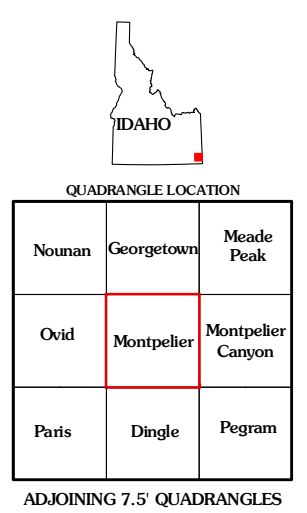 IDAHO
QUADRANGLE LOCATION
Nounan
Georgetown
Meade
Peak
Ovid
Montpelier
Montpelier
Canyon
Paris
Dingle
Pegram
ADJOINING 7.5' QUADRANGLES